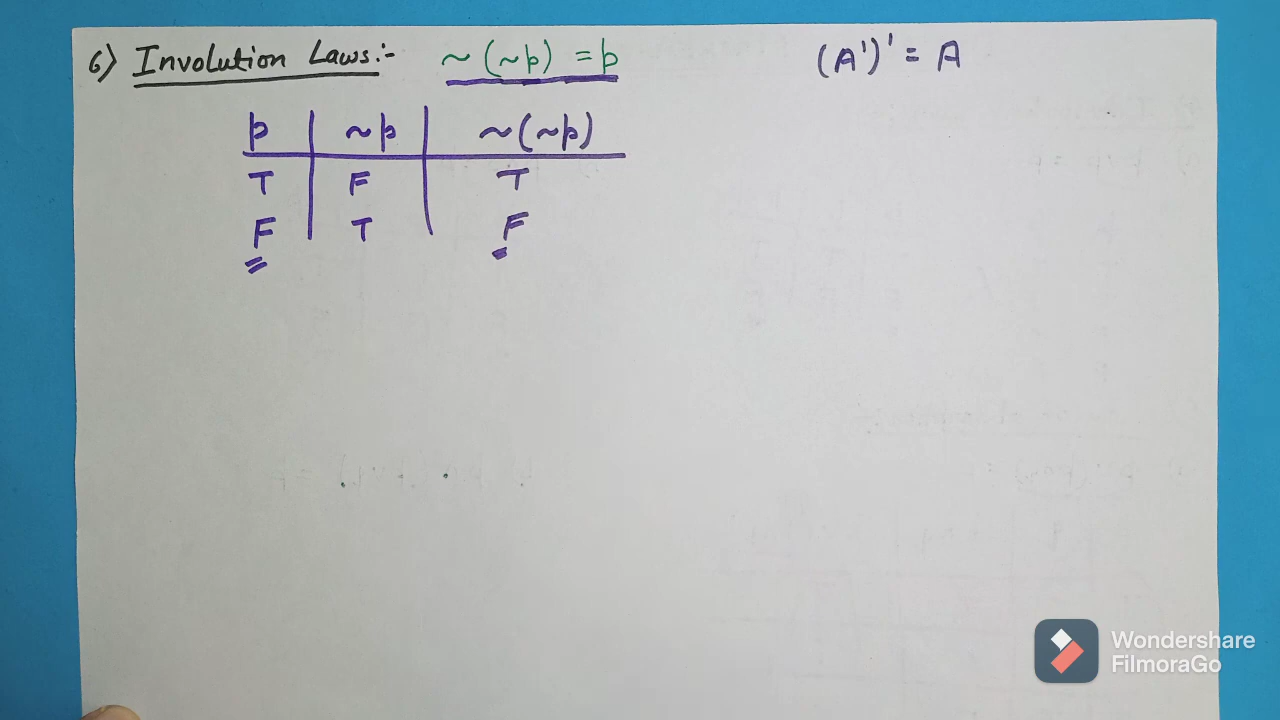 6) Involution Laws:- ~(~p) = p (A')' = A
p ~p ~(~p)
T F T
F T F
Wondershare
FilmoraGo